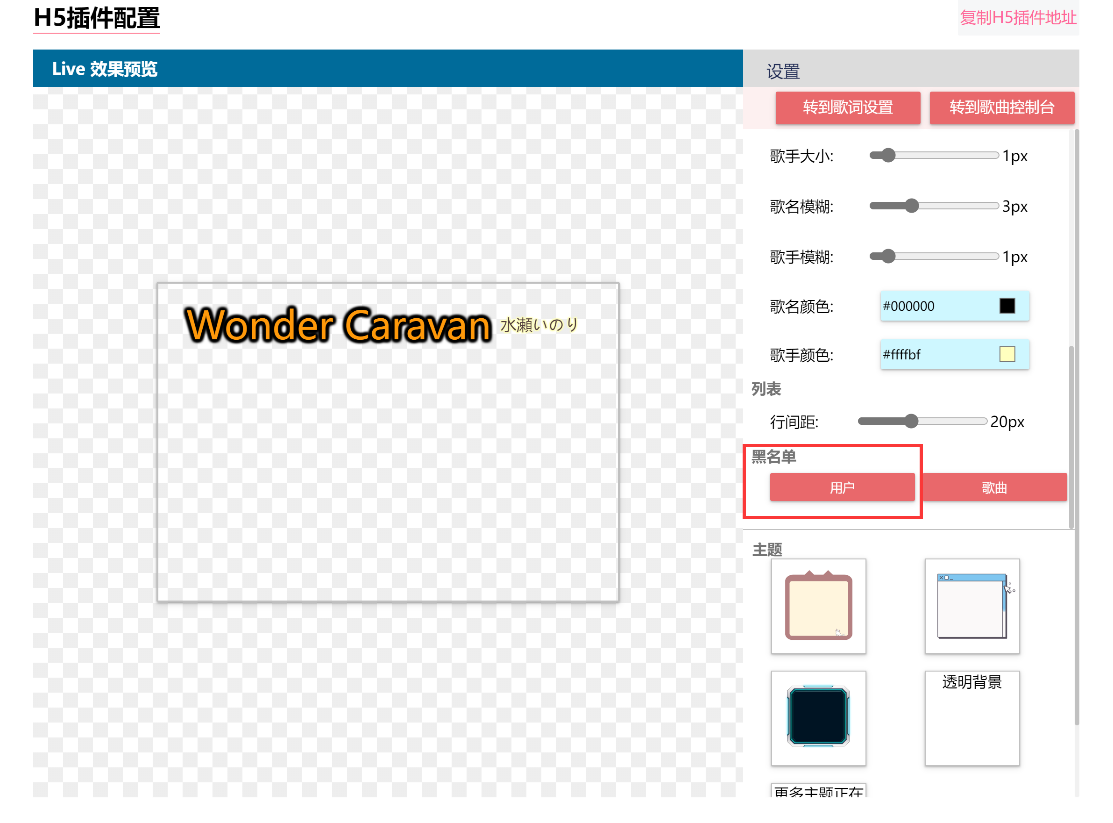 H5插件配置
复制H5插件地址
Live 效果预览
设置
转到歌词设置
转到歌曲控制台
歌手大小:
1px
歌名模糊:
3px
歌手模糊:
1px
歌名颜色:
#000000
Wonder Caravan
水瀬いのり
歌手颜色:
#ffffbf
列表
行间距:
20px
黑名单
用户
歌曲
主题
透明背景
更多主题正在